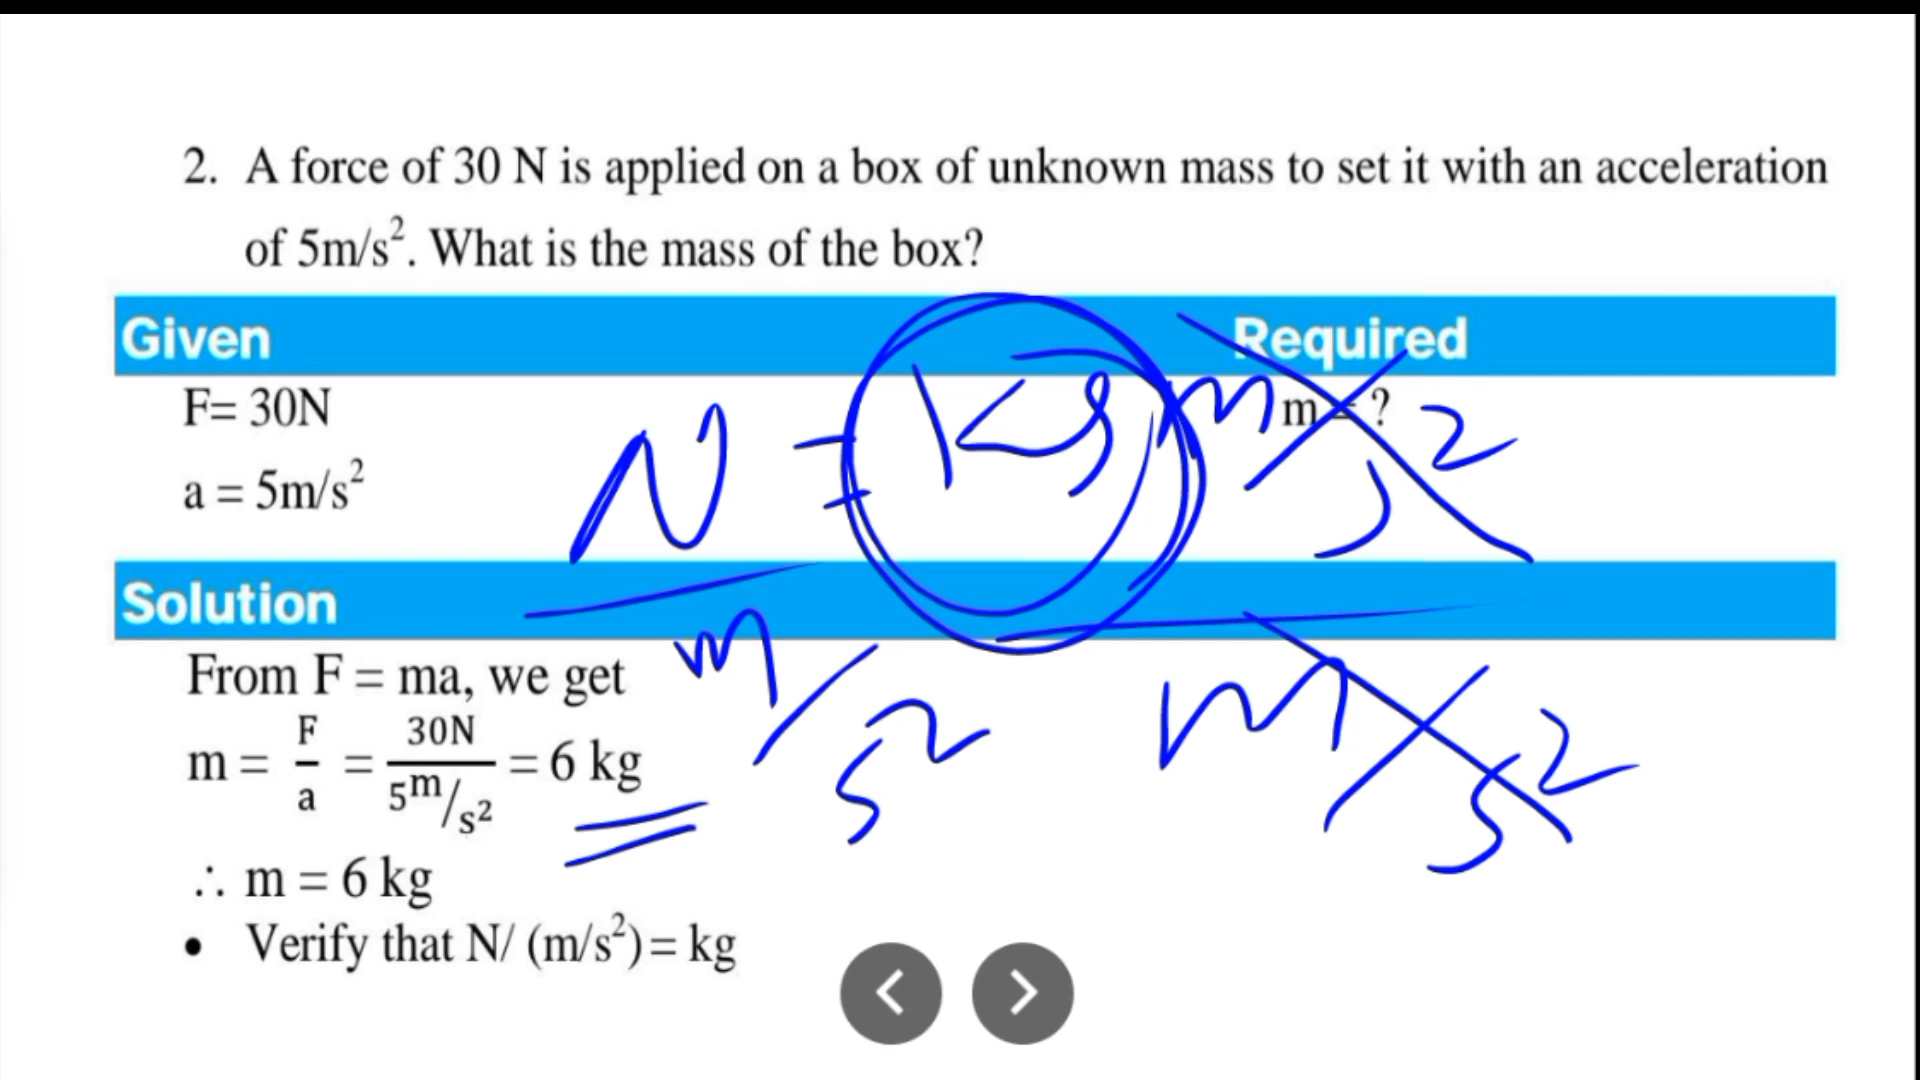 2. A force of 30 N is applied on a box of unknown mass to set it with an acceleration
of 5m/s². What is the mass of the box?
Given Required
F= 30N m = ?
a = 5m/s²
N = Kg m/s²
Solution
m/s² m/s²
From F = ma, we get
m = F/a = 30N/5m/s² = 6 kg
∴ m = 6 kg
• Verify that N/ (m/s²) = kg